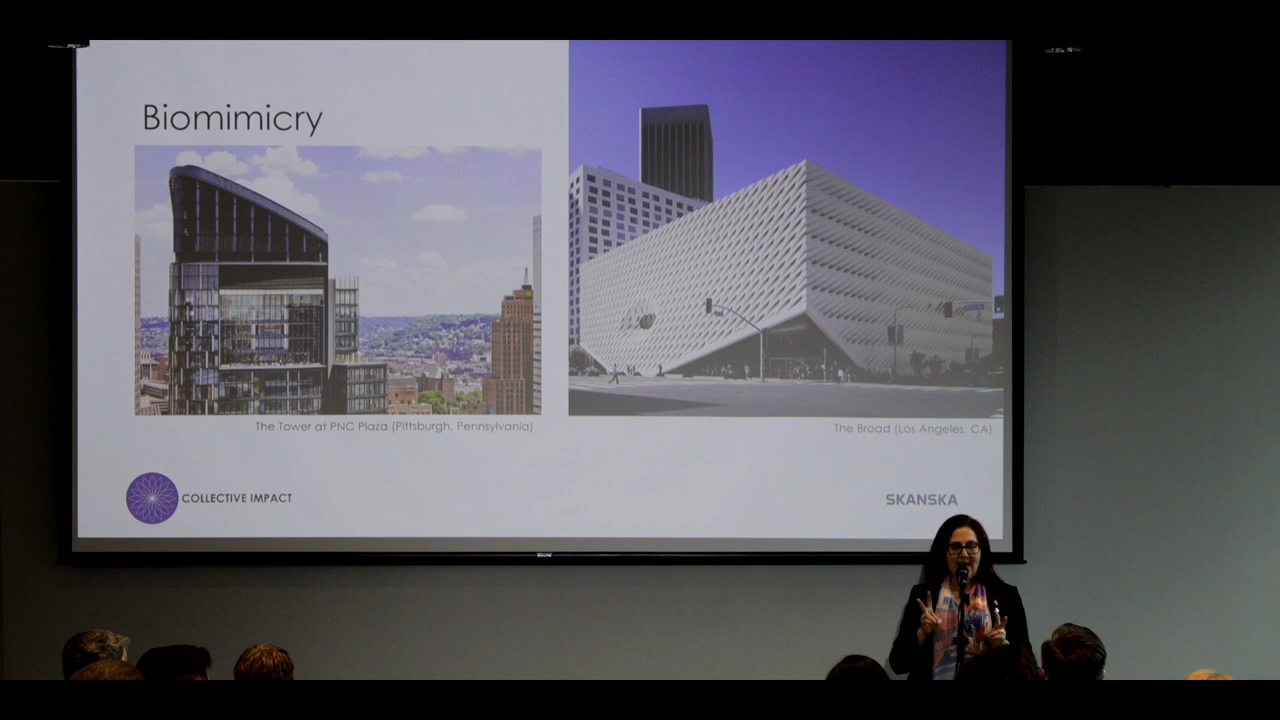 Biomimicry
The Tower at PNC Plaza (Pittsburgh, Pennsylvania)
The Broad (Los Angeles, CA)
COLLECTIVE IMPACT
SKANSKA